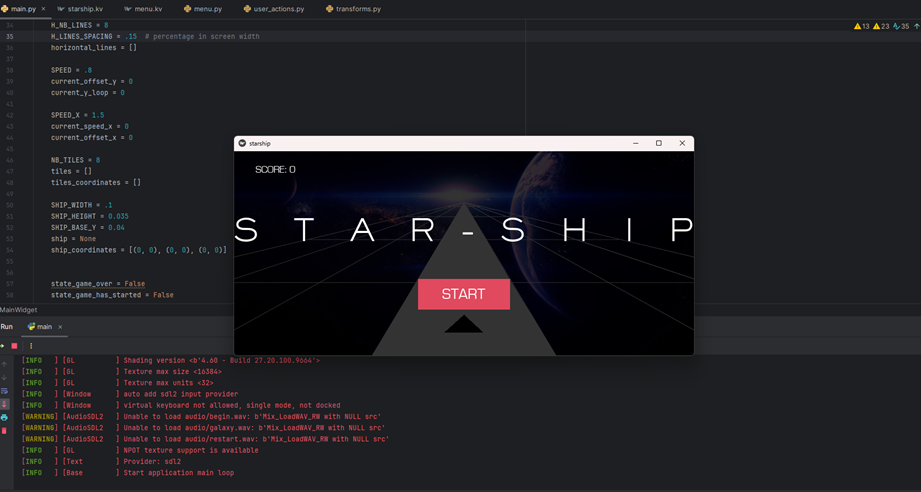 main.py × starship.kv menu.kv menu.py user_actions.py transforms.py
34 H_NB_LINES = 8
13 23 35
35 H_LINES_SPACING = .15 # percentage in screen width
36 horizontal_lines = []
37
38 SPEED = .8
39 current_offset_y = 0
40 current_y_loop = 0
41
42 SPEED_X = 1.5
43 current_speed_x = 0
44 current_offset_x = 0
45
46 NB_TILES = 8
47 tiles = []
48 tiles_coordinates = []
49
50 SHIP_WIDTH = .1
51 SHIP_HEIGHT = 0.035
52 SHIP_BASE_Y = 0.04
53 ship = None
54 ship_coordinates = [(0, 0), (0, 0), (0, 0)]
55
56
57 state_game_over = False
58 state_game_has_started = False
starship
SCORE: 0
STAR-SHIP
START
MainWidget
Run main ×
[INFO ] [GL ] Shading version <b'4.60 - Build 27.20.100.9664'>
[INFO ] [GL ] Texture max size <16384>
[INFO ] [GL ] Texture max units <32>
[INFO ] [Window ] auto add sdl2 input provider
[INFO ] [Window ] virtual keyboard not allowed, single mode, not docked
[WARNING] [AudioSDL2 ] Unable to load audio/begin.wav: b'Mix_LoadWAV_RW with NULL src'
[WARNING] [AudioSDL2 ] Unable to load audio/galaxy.wav: b'Mix_LoadWAV_RW with NULL src'
[WARNING] [AudioSDL2 ] Unable to load audio/restart.wav: b'Mix_LoadWAV_RW with NULL src'
[INFO ] [GL ] NPOT texture support is available
[INFO ] [Text ] Provider: sdl2
[INFO ] [Base ] Start application main loop